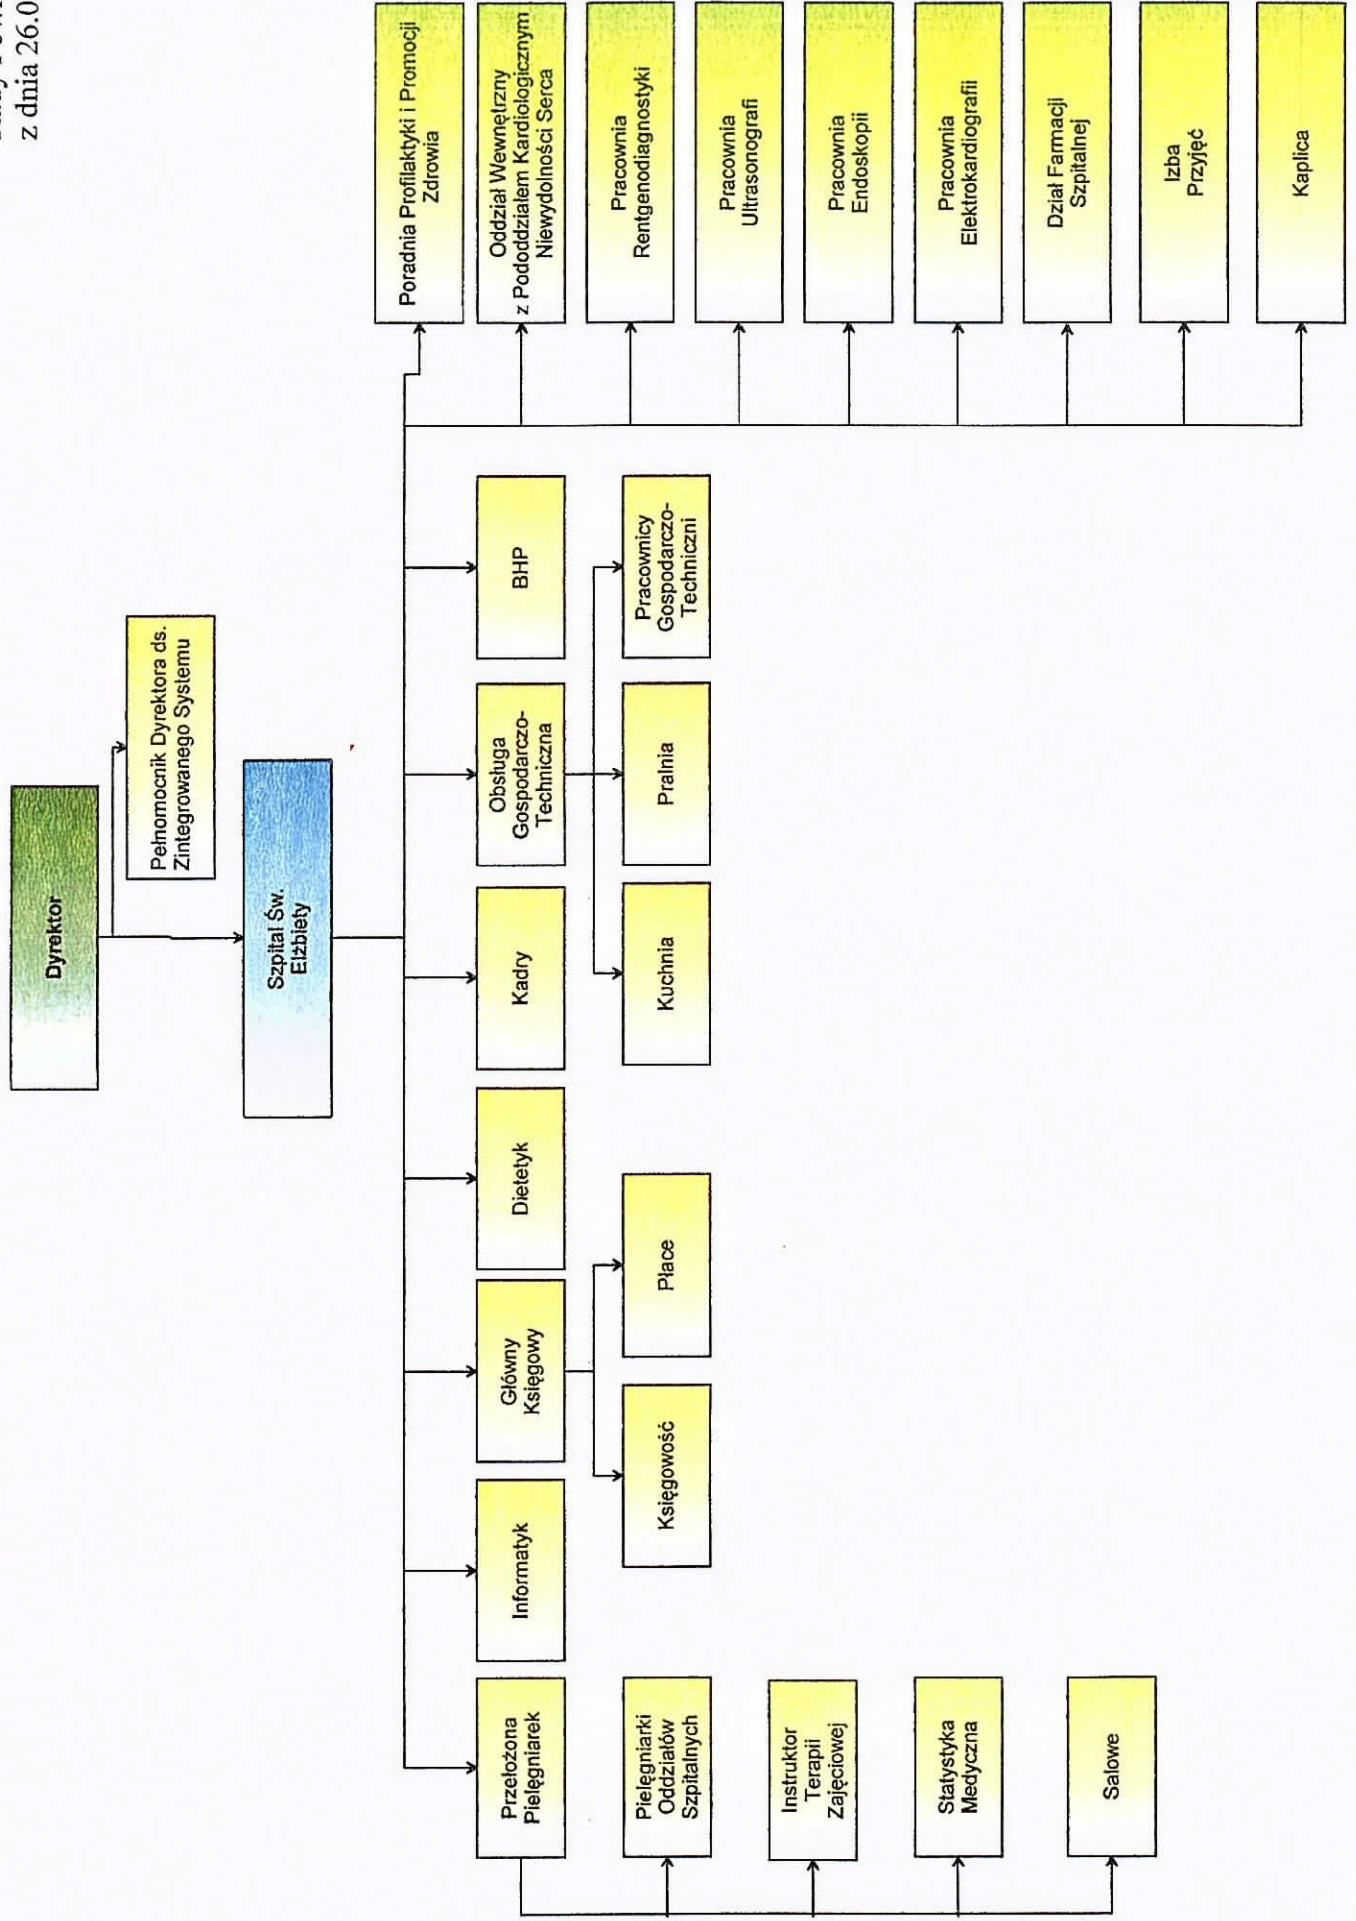 z dnia 26.0
Dyrektor
Pełnomocnik Dyrektora ds.
Zintegrowanego Systemu
Szpital Św.
Elżbiety
Przełożona
Pielęgniarek
Informatyk
Główny
Księgowy
Dietetyk
Kadry
Obsługa
Gospodarczo-
Techniczna
BHP
Pielęgniarki
Oddziałów
Szpitalnych
Instruktor
Terapii
Zajęciowej
Statystyka
Medyczna
Salowe
Księgowość
Płace
Kuchnia
Pralnia
Pracownicy
Gospodarczo-
Techniczni
Poradnia Profilaktyki i Promocji
Zdrowia
Oddział Wewnętrzny
z Pododdziałem Kardiologicznym
Niewydolności Serca
Pracownia
Rentgenodiagnostyki
Pracownia
Ultrasonografi
Pracownia
Endoskopii
Pracownia
Elektrokardiografii
Dział Farmacji
Szpitalnej
Izba
Przyjęć
Kaplica